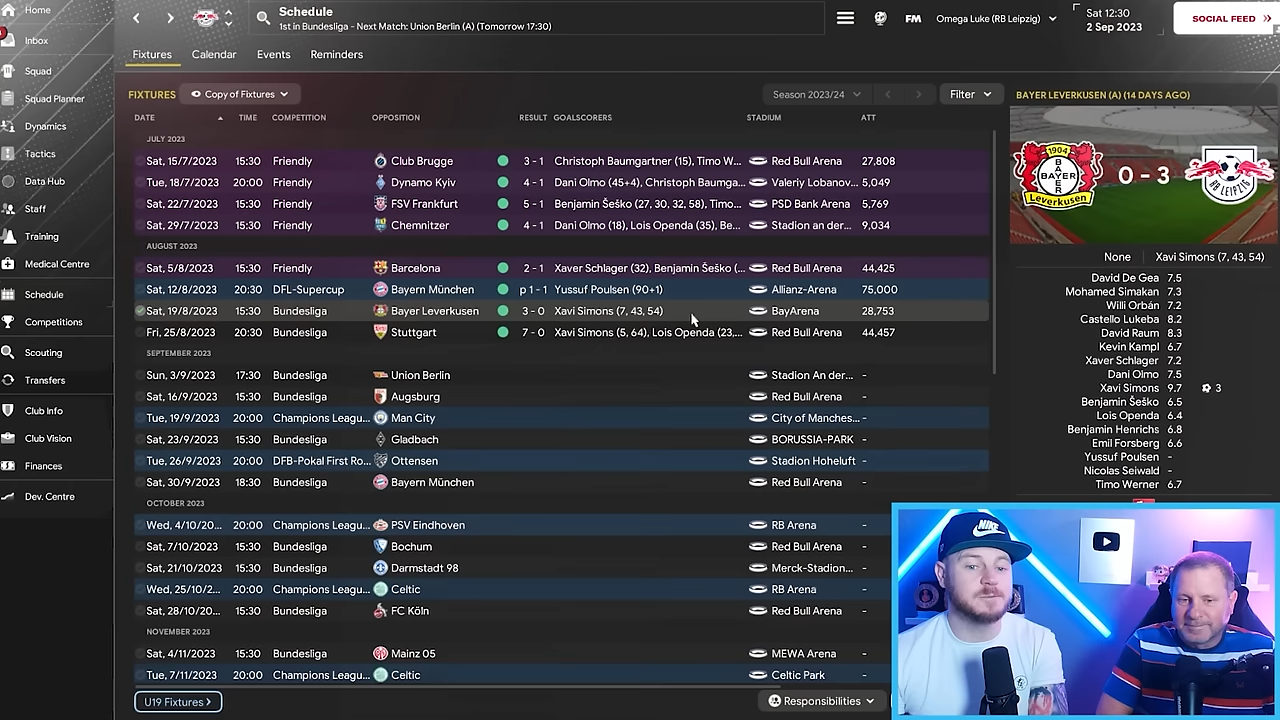 Home
Inbox
Squad
Squad Planner
Dynamics
Tactics
Data Hub
Staff
Training
Medical Centre
Schedule
Competitions
Scouting
Transfers
Club Info
Club Vision
Finances
Dev. Centre
Schedule
1st in Bundesliga - Next Match: Union Berlin (A) (Tomorrow 17:30)
FM
Omega Luke (RB Leipzig)
Sat 12:30
2 Sep 2023
SOCIAL FEED
Fixtures Calendar Events Reminders
FIXTURES Copy of Fixtures Season 2023/24 Filter
DATE TIME COMPETITION OPPOSITION RESULT GOALSCORERS STADIUM ATT
JULY 2023
Sat, 15/7/2023 15:30 Friendly Club Brugge 3 - 1 Christoph Baumgartner (15), Timo W... Red Bull Arena 27,808
Tue, 18/7/2023 20:00 Friendly Dynamo Kyiv 4 - 1 Dani Olmo (45+4), Christoph Baumga... Valeriy Lobanov... 5,049
Sat, 22/7/2023 15:30 Friendly FSV Frankfurt 5 - 1 Benjamin Šeško (27, 30, 32, 58), Timo... PSD Bank Arena 5,769
Sat, 29/7/2023 15:30 Friendly Chemnitzer 4 - 1 Dani Olmo (18), Lois Openda (35), Be... Stadion an der... 9,034
AUGUST 2023
Sat, 5/8/2023 15:30 Friendly Barcelona 2 - 1 Xaver Schlager (32), Benjamin Šeško (... Red Bull Arena 44,425
Sat, 12/8/2023 20:30 DFL-Supercup Bayern München p 1 - 1 Yussuf Poulsen (90+1) Allianz-Arena 75,000
Sat, 19/8/2023 15:30 Bundesliga Bayer Leverkusen 3 - 0 Xavi Simons (7, 43, 54) BayArena 28,753
Fri, 25/8/2023 20:30 Bundesliga Stuttgart 7 - 0 Xavi Simons (5, 64), Lois Openda (23,... Red Bull Arena 44,457
SEPTEMBER 2023
Sun, 3/9/2023 17:30 Bundesliga Union Berlin Stadion An der... -
Sat, 16/9/2023 15:30 Bundesliga Augsburg Red Bull Arena -
Tue, 19/9/2023 20:00 Champions Leagu... Man City City of Manches... -
Sat, 23/9/2023 15:30 Bundesliga Gladbach BORUSSIA-PARK -
Tue, 26/9/2023 20:00 DFB-Pokal First Ro... Ottensen Stadion Hoheluft -
Sat, 30/9/2023 18:30 Bundesliga Bayern München Red Bull Arena -
OCTOBER 2023
Wed, 4/10/20... 20:00 Champions Leagu... PSV Eindhoven RB Arena -
Sat, 7/10/2023 15:30 Bundesliga Bochum Red Bull Arena -
Sat, 21/10/2023 15:30 Bundesliga Darmstadt 98 Merck-Stadion... -
Wed, 25/10/2... 20:00 Champions Leagu... Celtic RB Arena -
Sat, 28/10/20... 15:30 Bundesliga FC Köln Red Bull Arena -
NOVEMBER 2023
Sat, 4/11/2023 15:30 Bundesliga Mainz 05 MEWA Arena -
Tue, 7/11/2023 20:00 Champions Leagu... Celtic Celtic Park -
U19 Fixtures
Responsibilities
BAYER LEVERKUSEN (A) (14 DAYS AGO)
1904
BAYER
BAYER
Leverkusen
0 - 3
RB LEIPZIG
None Xavi Simons (7, 43, 54)
David De Gea 7.5
Mohamed Simakan 7.3
Willi Orbán 7.2
Castello Lukeba 8.2
David Raum 8.3
Kevin Kampl 6.7
Xaver Schlager 7.2
Dani Olmo 7.5
Xavi Simons 9.7 3
Benjamin Šeško 6.5
Lois Openda 6.4
Benjamin Henrichs 6.8
Emil Forsberg 6.6
Yussuf Poulsen -
Nicolas Seiwald -
Timo Werner 6.7
NIKE